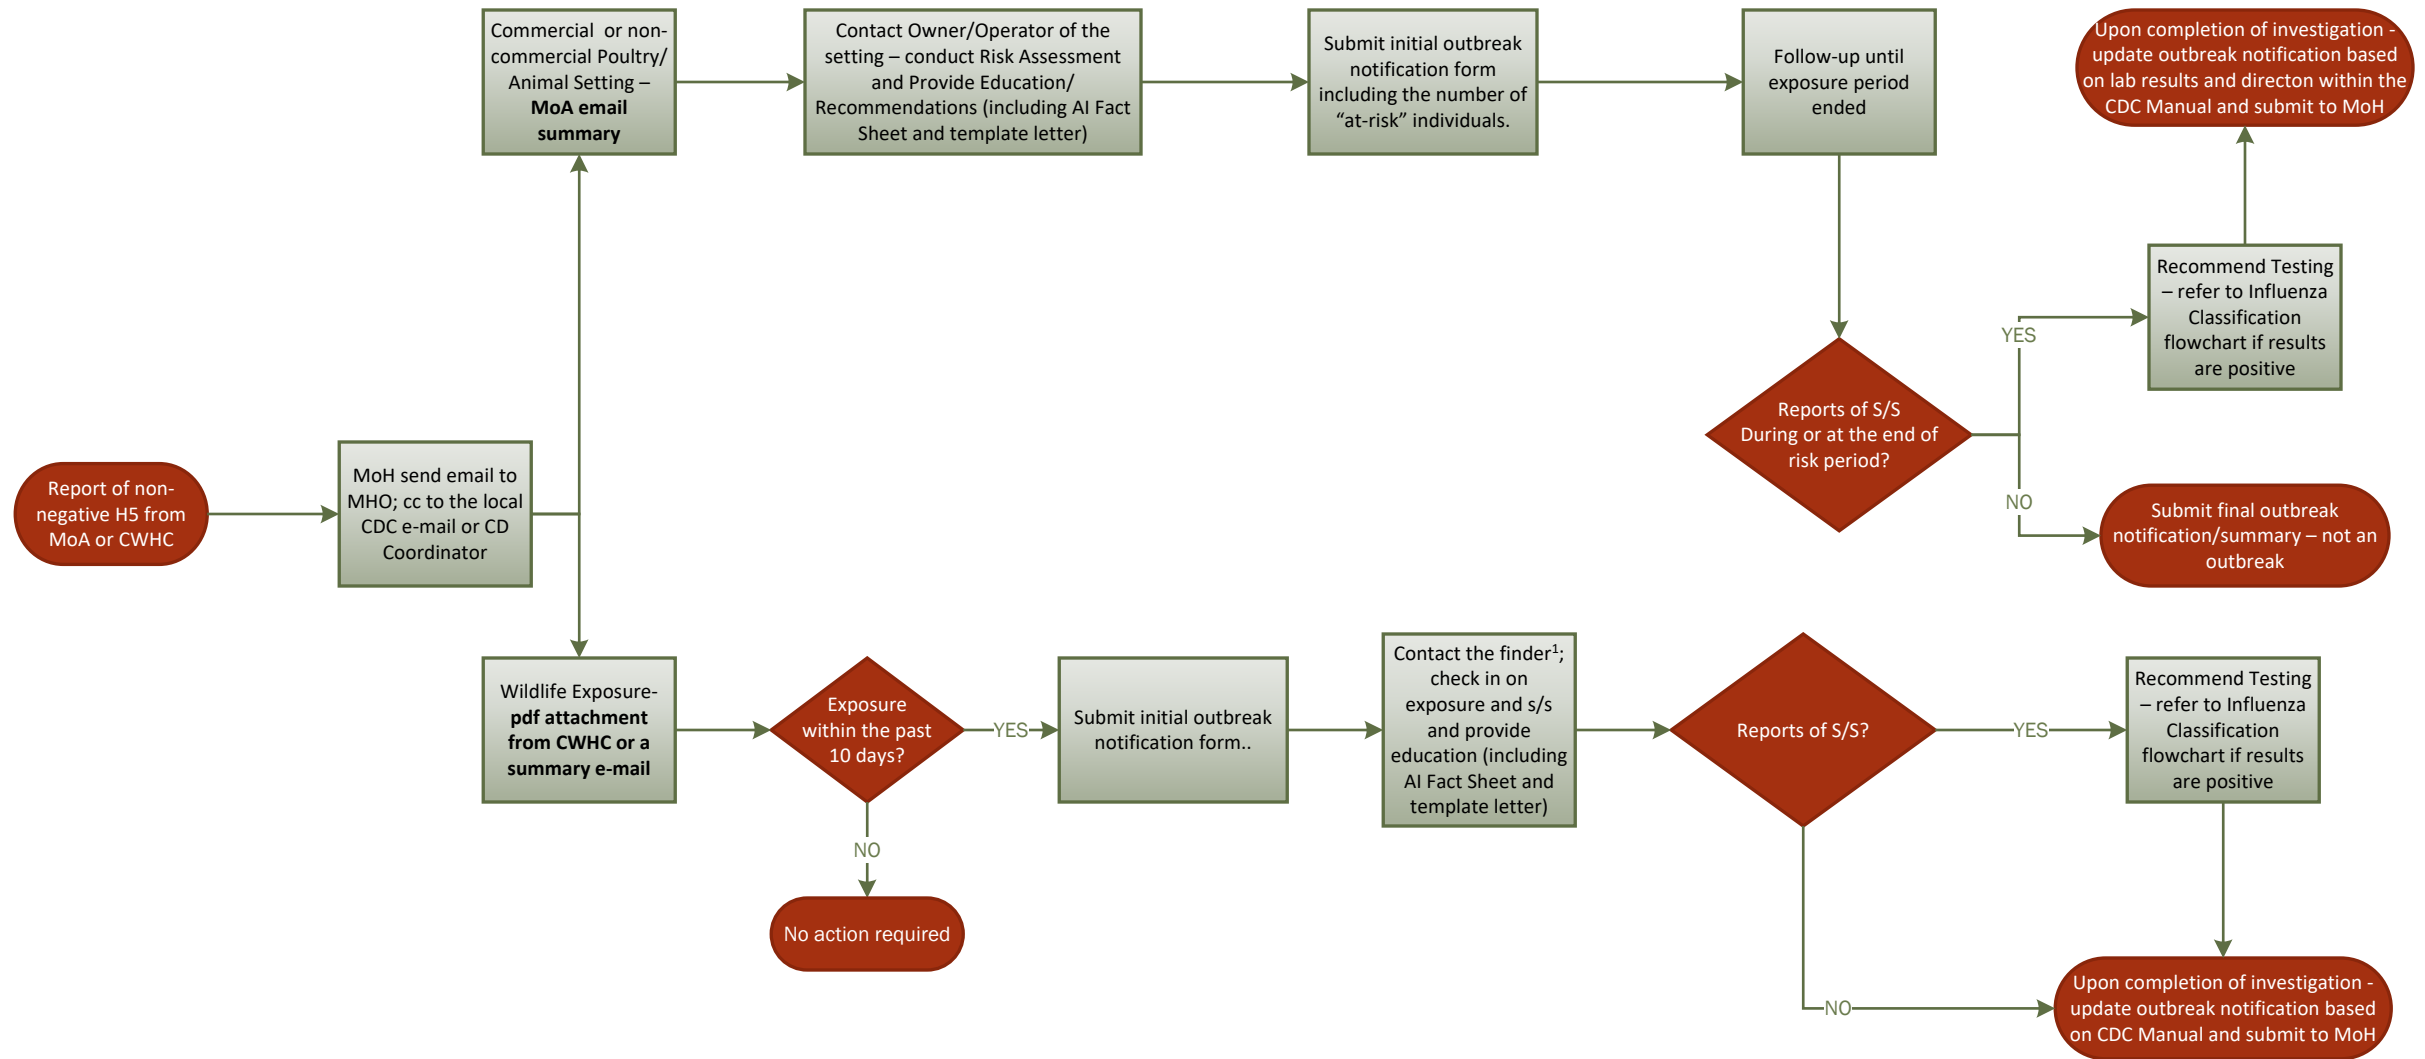 Commercial  or non-
commercial Poultry/
Animal Setting –
MoA email
summary
Contact Owner/Operator of the
setting – conduct Risk Assessment
and Provide Education/
Recommendations (including AI Fact
Sheet and template letter)
Submit initial outbreak
notification form
including the number of
“at-risk” individuals.
Follow-up until
exposure period
ended
Upon completion of investigation -
update outbreak notification based
on lab results and directon within the
CDC Manual and submit to MoH
Recommend Testing
– refer to Influenza
Classification
flowchart if results
are positive
YES
Reports of S/S
During or at the end of
risk period?
NO
Submit final outbreak
notification/summary – not an
outbreak
Report of non-
negative H5 from
MoA or CWHC
MoH send email to
MHO; cc to the local
CDC e-mail or CD
Coordinator
Wildlife Exposure-
pdf attachment
from CWHC or a
summary e-mail
Exposure
within the past
10 days?
YES
Submit initial outbreak
notification form..
Contact the finder¹;
check in on
exposure and s/s
and provide
education (including
AI Fact Sheet and
template letter)
Reports of S/S?
YES
Recommend Testing
– refer to Influenza
Classification
flowchart if results
are positive
NO
No action required
NO
Upon completion of investigation -
update outbreak notification based
on CDC Manual and submit to MoH